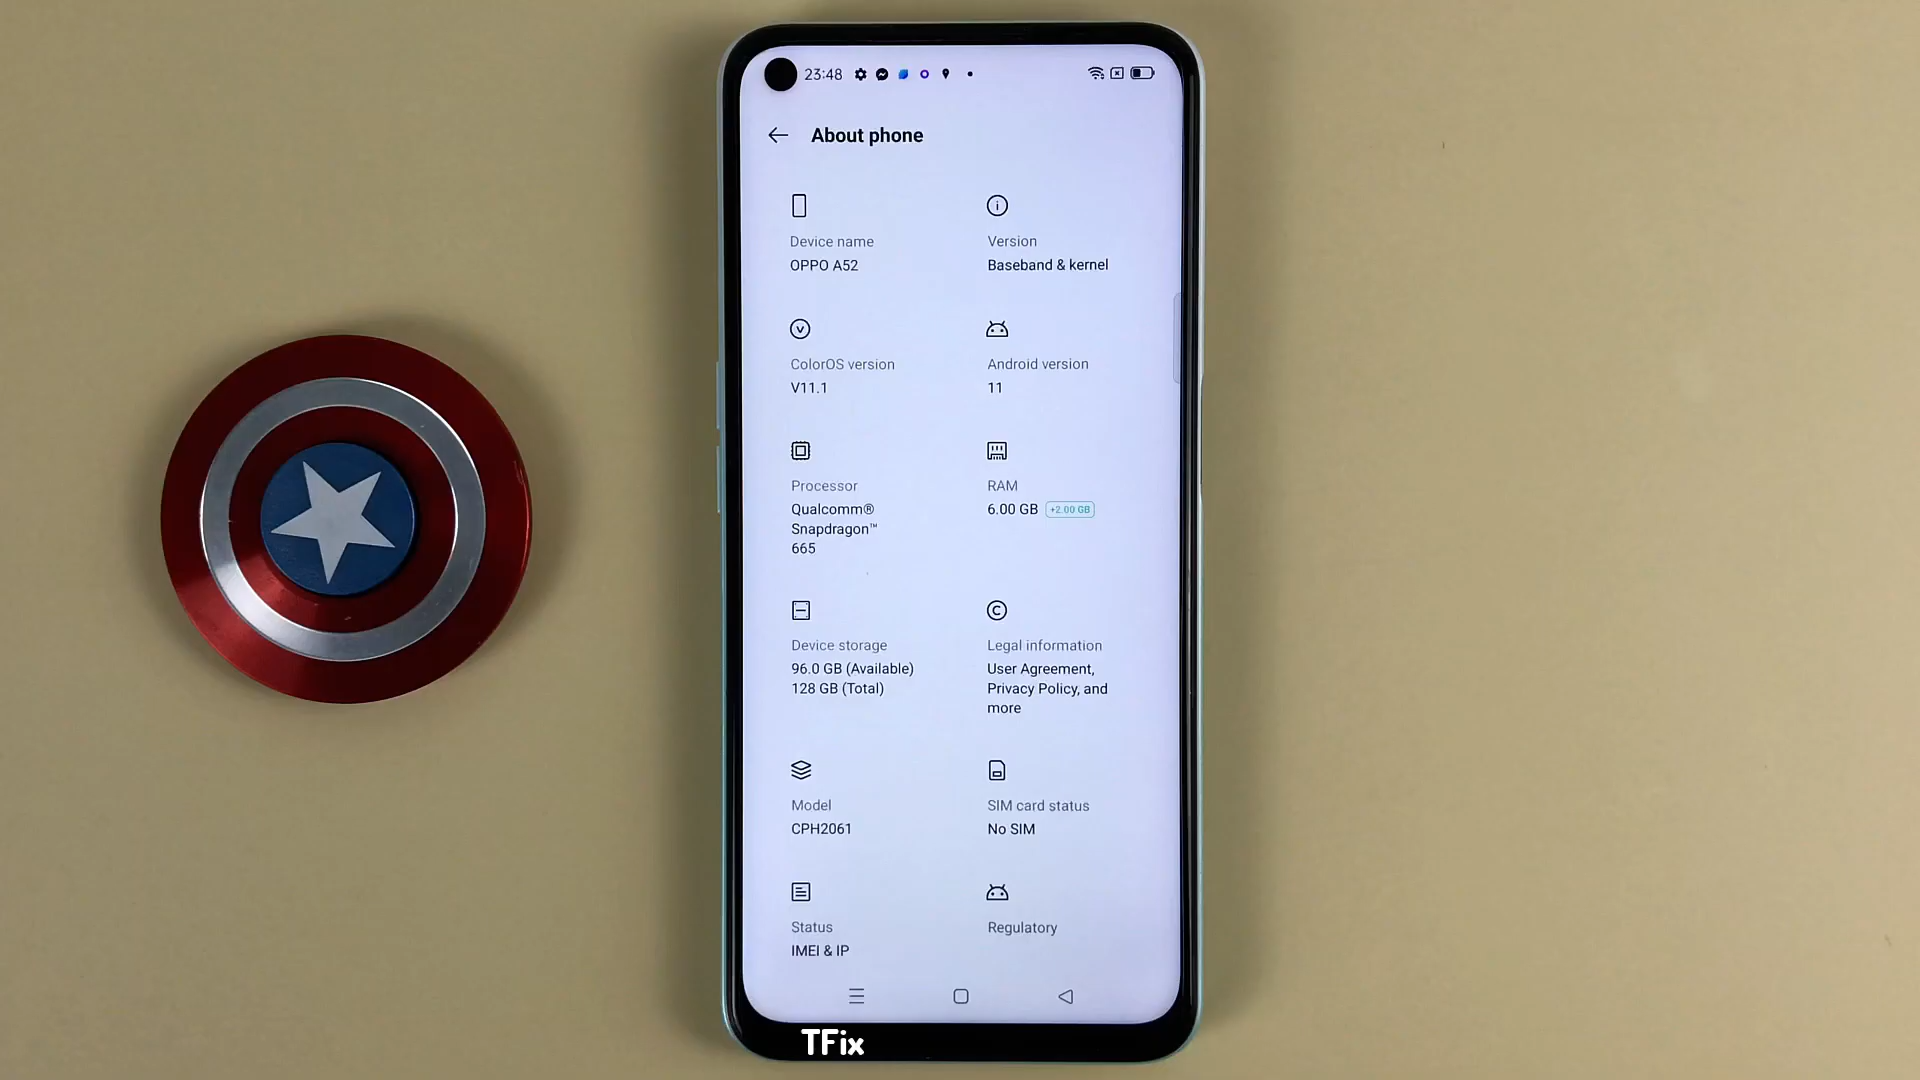 23:48
About phone
Device name
OPPO A52
Version
Baseband & kernel
ColorOS version
V11.1
Android version
11
Processor
Qualcomm®
Snapdragon™
665
RAM
6.00 GB +2.00 GB
Device storage
96.0 GB (Available)
128 GB (Total)
Legal information
User Agreement,
Privacy Policy, and
more
Model
CPH2061
SIM card status
No SIM
Status
IMEI & IP
Regulatory
TFix